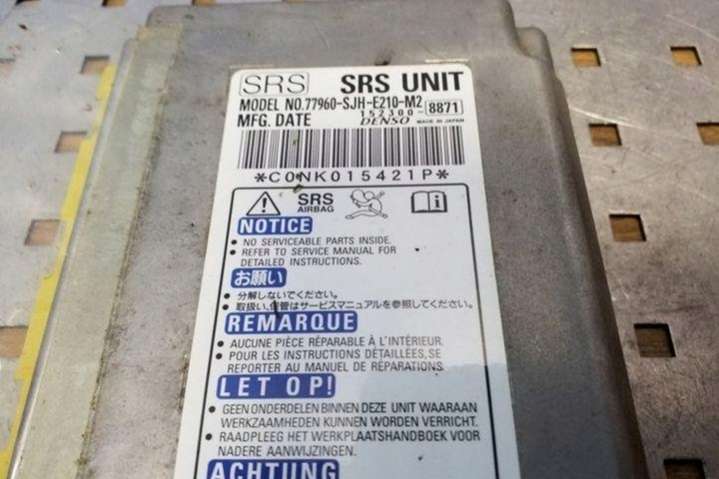 SRS SRS UNIT
MODEL NO.77960-SJH-E210-M2
MFG. DATE 152300- 8871
DENSO MADE IN JAPAN
*C0NK015421P*
SRS
AIRBAG
i
NOTICE
• NO SERVICEABLE PARTS INSIDE.
• REFER TO SERVICE MANUAL FOR
DETAILED INSTRUCTIONS.
お願い
• 分解しないでください。
• 取扱い、保管はサービスマニュアルを参照してください。
REMARQUE
• AUCUNE PIÈCE RÉPARABLE À L'INTÉRIEUR.
• POUR LES INSTRUCTIONS DÉTAILLÉES, SE
REPORTER AU MANUEL DE RÉPARATIONS.
LET OP!
• GEEN ONDERDELEN BINNEN DEZE UNIT WAARAAN
WERKZAAMHEDEN KUNNEN WORDEN VERRICHT.
• RAADPLEEG HET WERKPLAATSHANDBOEK VOOR
NADERE AANWIJZINGEN.
ACHTUNG